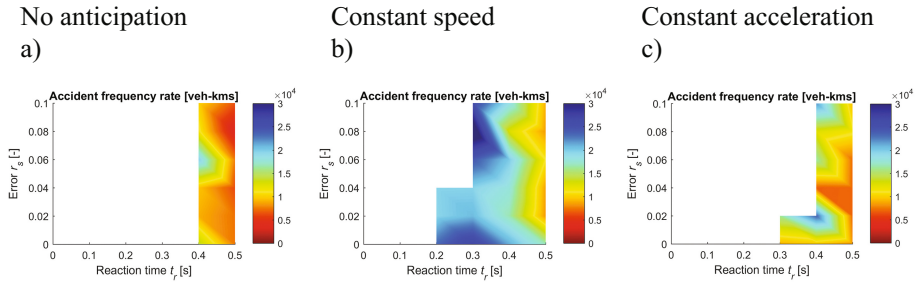 No anticipation
a)
Accident frequency rate [veh-kms]
×10⁴
0.1
0.08
0.06
0.04
0.02
0
Error r_s [-]
0 0.1 0.2 0.3 0.4 0.5
Reaction time t_r [s]
3
2.5
2
1.5
1
0.5
0
Constant speed
b)
Accident frequency rate [veh-kms]
×10⁴
0.1
0.08
0.06
0.04
0.02
0
Error r_s [-]
0 0.1 0.2 0.3 0.4 0.5
Reaction time t_r [s]
3
2.5
2
1.5
1
0.5
0
Constant acceleration
c)
Accident frequency rate [veh-kms]
×10⁴
0.1
0.08
0.06
0.04
0.02
0
Error r_s [-]
0 0.1 0.2 0.3 0.4 0.5
Reaction time t_r [s]
3
2.5
2
1.5
1
0.5
0